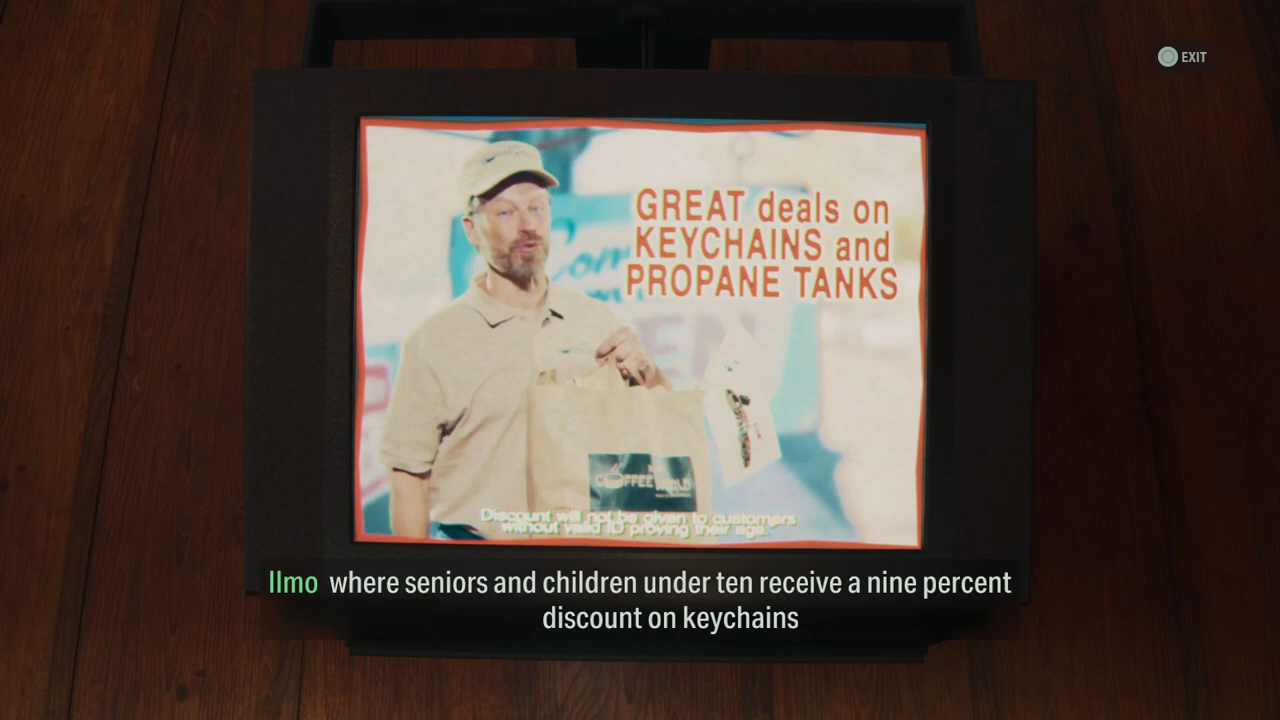 EXIT
GREAT deals on
KEYCHAINS and
PROPANE TANKS
COFFEE WORLD
Discount will not be given to customers
without valid ID proving their age.
Ilmo where seniors and children under ten receive a nine percent
discount on keychains